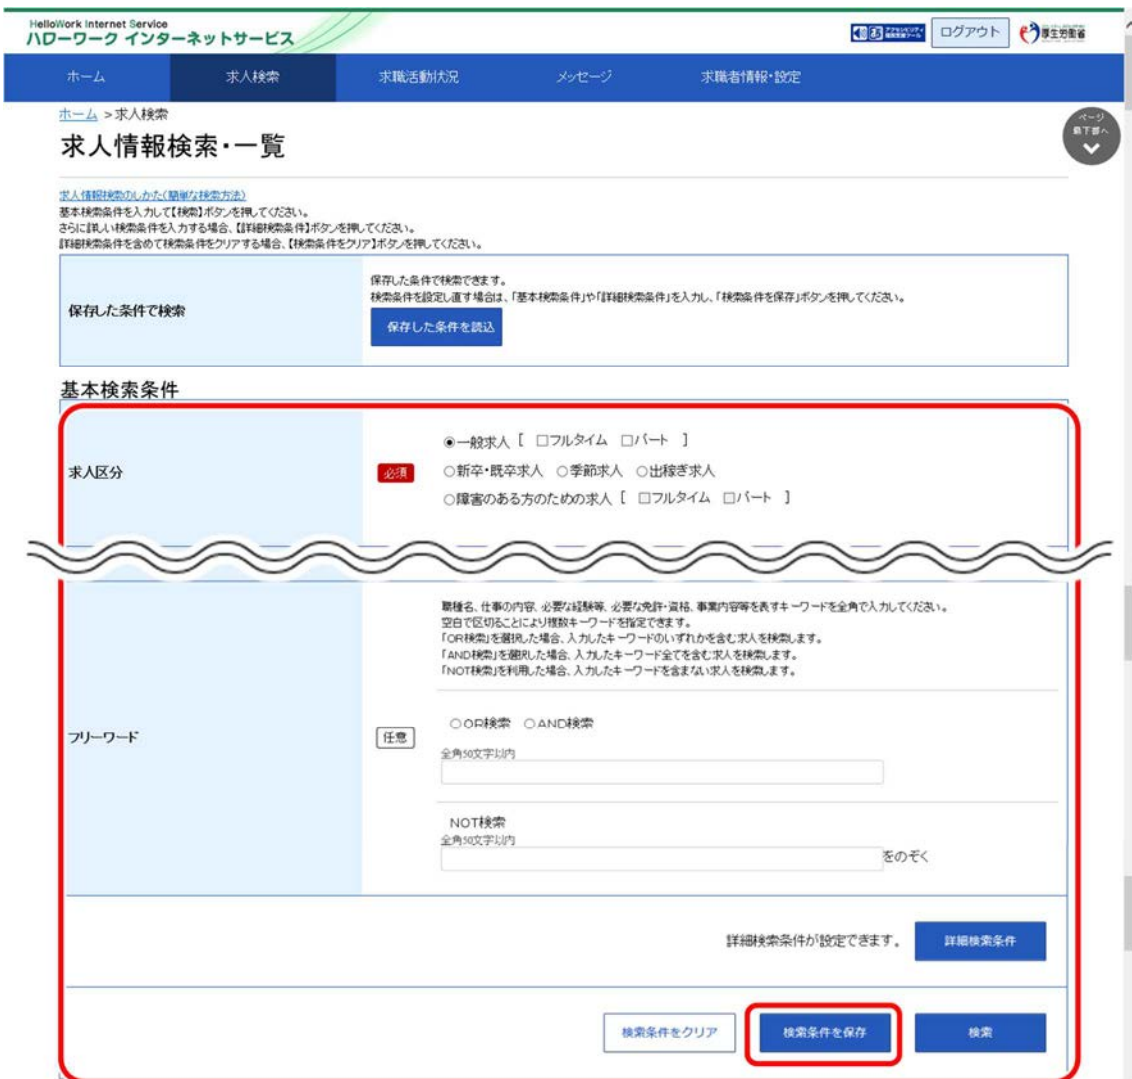 HelloWork Internet Service
ハローワーク インターネットサービス
ログアウト
厚生労働省
ホーム 求人検索 求職活動状況 メッセージ 求職者情報・設定
ホーム >求人検索
ページ
最下部へ
求人情報検索・一覧
求人情報検索のしかた(簡単な検索方法)
基本検索条件を入力して【検索】ボタンを押してください。
さらに詳しい検索条件を入力する場合、【詳細検索条件】ボタンを押してください。
詳細検索条件を含めて検索条件をクリアする場合、【検索条件をクリア】ボタンを押してください。
保存した条件で検索
保存した条件で検索できます。
検索条件を設定し直す場合は、「基本検索条件」や「詳細検索条件」を入力し、「検索条件を保存」ボタンを押してください。
保存した条件を読込
基本検索条件
求人区分
必須
◉一般求人 [ □フルタイム □パート ]
○新卒・既卒求人 ○季節求人 ○出稼ぎ求人
○障害のある方のための求人 [ □フルタイム □パート ]
職種名、仕事の内容、必要な経験等、必要な免許・資格、事業内容等を表すキーワードを全角で入力してください。
空白で区切ることにより複数キーワードを指定できます。
「OR検索」を選択した場合、入力したキーワードのいずれかを含む求人を検索します。
「AND検索」を選択した場合、入力したキーワード全てを含む求人を検索します。
「NOT検索」を利用した場合、入力したキーワードを含まない求人を検索します。
フリーワード
任意
○OR検索 ○AND検索
全角50文字以内
NOT検索
全角50文字以内
をのぞく
詳細検索条件が設定できます。
詳細検索条件
検索条件をクリア
検索条件を保存
検索